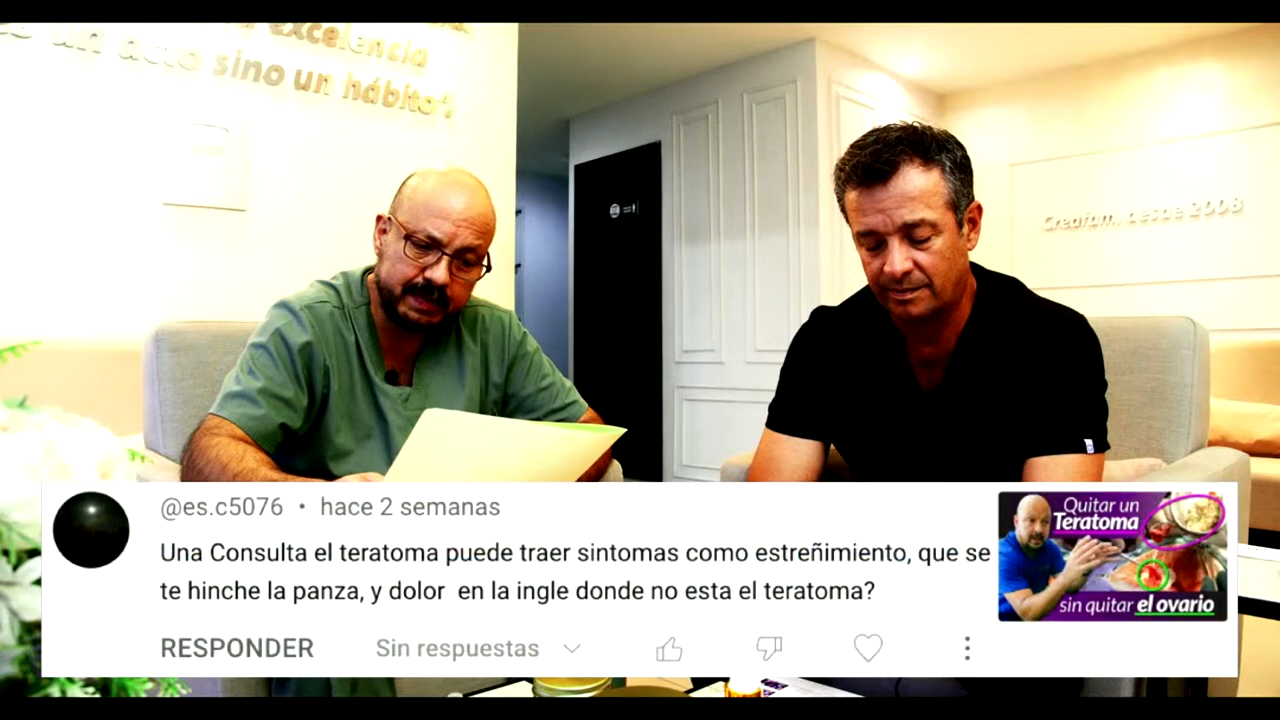 excelencia
un acto sino un hábito".
Creafam, desde 2008
@es.c5076 • hace 2 semanas
Una Consulta el teratoma puede traer sintomas como estreñimiento, que se
te hinche la panza, y dolor en la ingle donde no esta el teratoma?
RESPONDER Sin respuestas
Quitar un
Teratoma
sin quitar el ovario